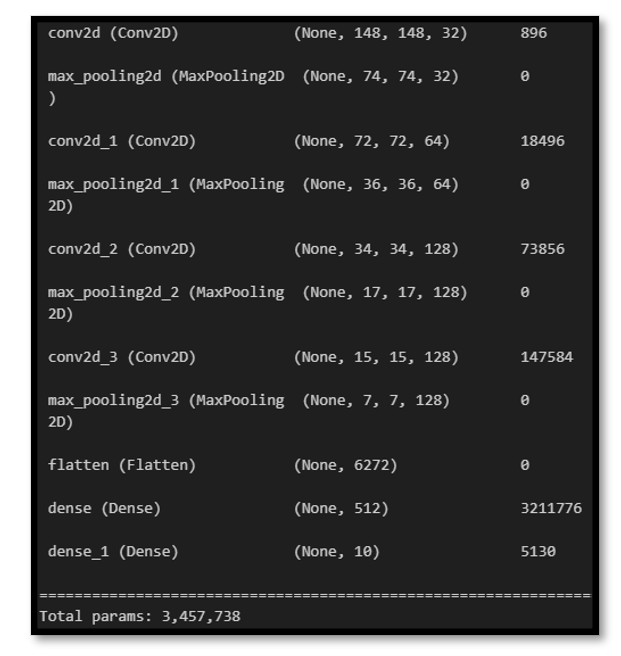 conv2d (Conv2D) (None, 148, 148, 32) 896
max_pooling2d (MaxPooling2D (None, 74, 74, 32) 0
)
conv2d_1 (Conv2D) (None, 72, 72, 64) 18496
max_pooling2d_1 (MaxPooling (None, 36, 36, 64) 0
2D)
conv2d_2 (Conv2D) (None, 34, 34, 128) 73856
max_pooling2d_2 (MaxPooling (None, 17, 17, 128) 0
2D)
conv2d_3 (Conv2D) (None, 15, 15, 128) 147584
max_pooling2d_3 (MaxPooling (None, 7, 7, 128) 0
2D)
flatten (Flatten) (None, 6272) 0
dense (Dense) (None, 512) 3211776
dense_1 (Dense) (None, 10) 5130
=================================================================
Total params: 3,457,738